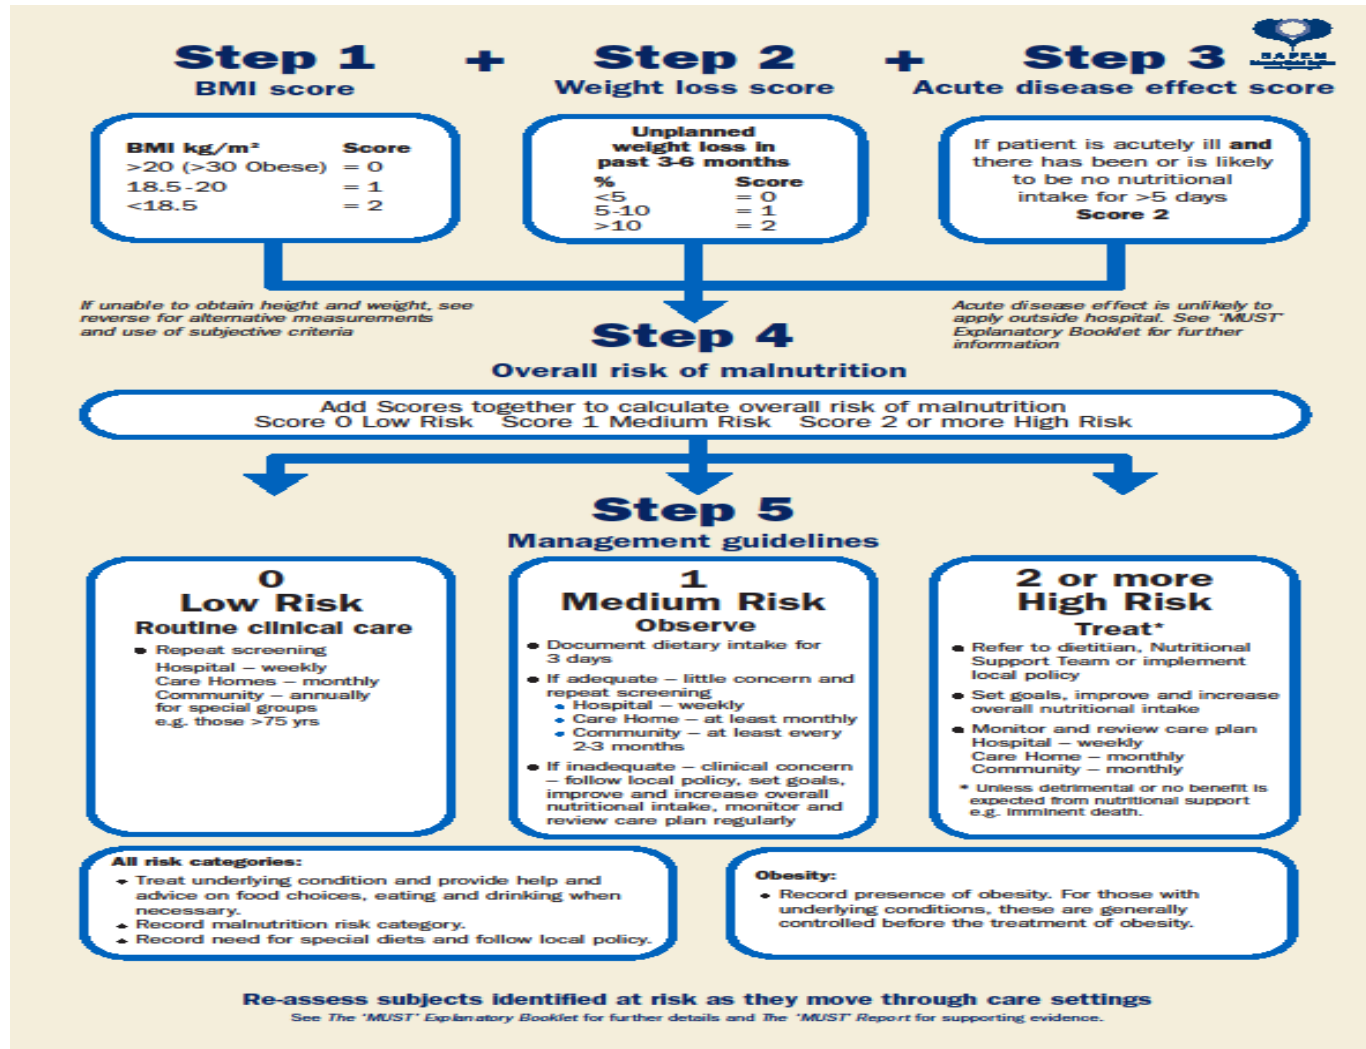 Step 1 + Step 2 + Step 3
BAPEN
BMI score
Weight loss score
Acute disease effect score
BMI kg/m² Score
>20 (>30 Obese) = 0
18.5-20 = 1
<18.5 = 2
Unplanned
weight loss in
past 3-6 months
% Score
<5 = 0
5-10 = 1
>10 = 2
If patient is acutely ill and
there has been or is likely
to be no nutritional
intake for >5 days
Score 2
If unable to obtain height and weight, see
reverse for alternative measurements
and use of subjective criteria
Acute disease effect is unlikely to
apply outside hospital. See 'MUST'
Explanatory Booklet for further
information
Step 4
Overall risk of malnutrition
Add Scores together to calculate overall risk of malnutrition
Score 0 Low Risk Score 1 Medium Risk Score 2 or more High Risk
Step 5
Management guidelines
0
Low Risk
Routine clinical care
● Repeat screening
Hospital – weekly
Care Homes – monthly
Community – annually
for special groups
e.g. those >75 yrs
1
Medium Risk
Observe
● Document dietary intake for
3 days
● If adequate – little concern and
repeat screening
● Hospital – weekly
● Care Home – at least monthly
● Community – at least every
2-3 months
● If inadequate – clinical concern
– follow local policy, set goals,
improve and increase overall
nutritional intake, monitor and
review care plan regularly
2 or more
High Risk
Treat*
● Refer to dietitian, Nutritional
Support Team or implement
local policy
● Set goals, improve and increase
overall nutritional intake
● Monitor and review care plan
Hospital – weekly
Care Home – monthly
Community – monthly
* Unless detrimental or no benefit is
expected from nutritional support
e.g. imminent death.
All risk categories:
● Treat underlying condition and provide help and
advice on food choices, eating and drinking when
necessary.
● Record malnutrition risk category.
● Record need for special diets and follow local policy.
Obesity:
● Record presence of obesity. For those with
underlying conditions, these are generally
controlled before the treatment of obesity.
Re-assess subjects identified at risk as they move through care settings
See The 'MUST' Explanatory Booklet for further details and The 'MUST' Report for supporting evidence.